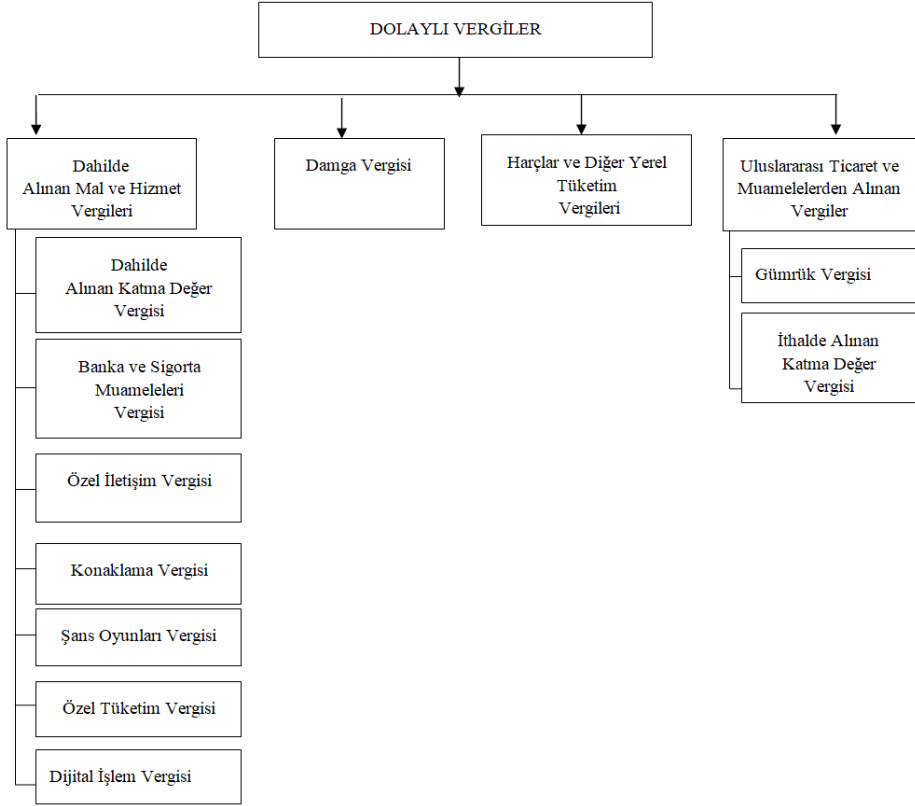 DOLAYLI VERGİLER
Dahilde
Alınan Mal ve Hizmet
Vergileri
Damga Vergisi
Harçlar ve Diğer Yerel
Tüketim
Vergileri
Uluslararası Ticaret ve
Muamelelerden Alınan
Vergiler
Dahilde
Alınan Katma Değer
Vergisi
Banka ve Sigorta
Muameleleri
Vergisi
Özel İletişim Vergisi
Konaklama Vergisi
Şans Oyunları Vergisi
Özel Tüketim Vergisi
Dijital İşlem Vergisi
Gümrük Vergisi
İthalde Alınan
Katma Değer
Vergisi